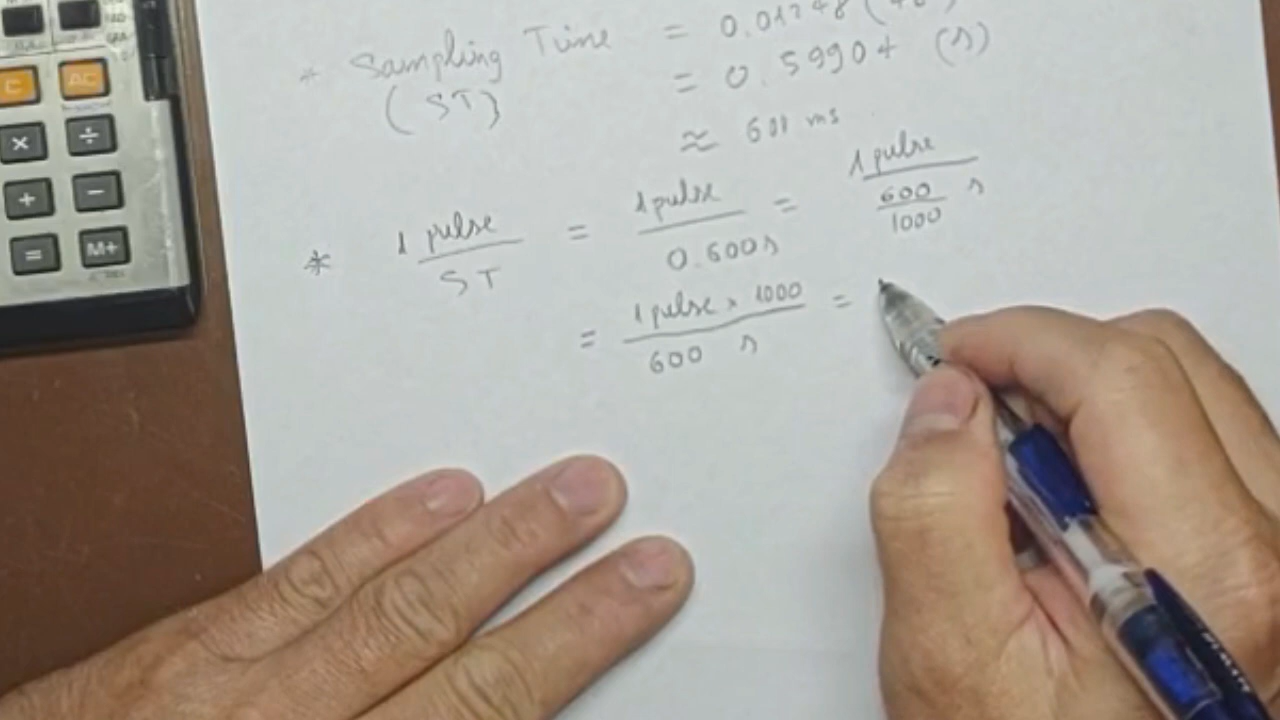 * Sampling Time = 0.01248 (48)
(ST) = 0.59904 (s)
≈ 600 ms
* 1 pulse / ST = 1 pulse / 0.600 s = 1 pulse / 600/1000 s
= 1 pulse × 1000 / 600 s =
C AC
× ÷
+ −
= M+